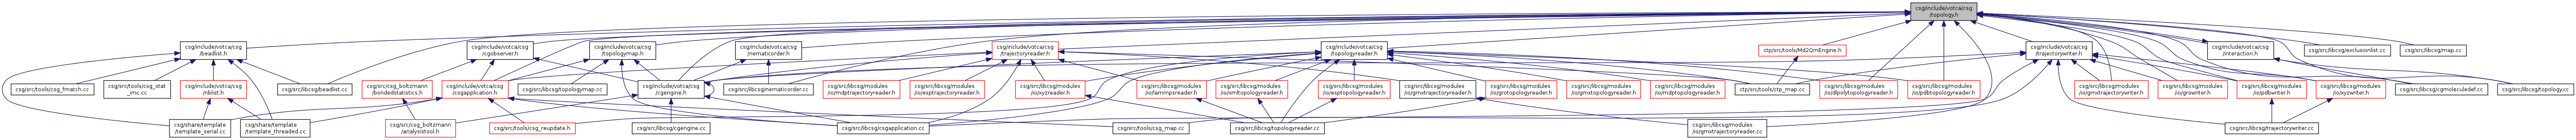 csg/include/votca/csg
/topology.h
csg/include/votca/csg
/beadlist.h
csg/include/votca/csg
/cgobserver.h
csg/include/votca/csg
/topologymap.h
csg/include/votca/csg
/nematicorder.h
csg/include/votca/csg
/trajectoryreader.h
csg/include/votca/csg
/topologyreader.h
ctp/src/tools/Md2QmEngine.h
csg/include/votca/csg
/trajectorywriter.h
csg/include/votca/csg
/interaction.h
csg/src/libcsg/exclusionlist.cc
csg/src/libcsg/map.cc
csg/src/tools/csg_fmatch.cc
csg/src/tools/csg_stat
_imc.cc
csg/include/votca/csg
/nblist.h
csg/src/libcsg/beadlist.cc
csg/src/csg_boltzmann
/bondedstatistics.h
csg/include/votca/csg
/csgapplication.h
csg/src/libcsg/topologymap.cc
csg/include/votca/csg
/cgengine.h
csg/src/libcsg/nematicorder.cc
csg/src/libcsg/modules
/io/mdptrajectoryreader.h
csg/src/libcsg/modules
/io/esptrajectoryreader.h
csg/src/libcsg/modules
/io/xyzreader.h
csg/src/libcsg/modules
/io/gmxtrajectoryreader.h
csg/src/libcsg/modules
/io/lammpsreader.h
csg/src/libcsg/modules
/io/xmltopologyreader.h
csg/src/libcsg/modules
/io/esptopologyreader.h
csg/src/libcsg/modules
/io/grotopologyreader.h
csg/src/libcsg/modules
/io/gmxtopologyreader.h
csg/src/libcsg/modules
/io/mdptopologyreader.h
ctp/src/tools/ctp_map.cc
csg/src/libcsg/modules
/io/dlpolytopologyreader.h
csg/src/libcsg/modules
/io/pdbtopologyreader.h
csg/src/libcsg/modules
/io/gmxtrajectorywriter.h
csg/src/libcsg/modules
/io/growriter.h
csg/src/libcsg/modules
/io/pdbwriter.h
csg/src/libcsg/modules
/io/xyzwriter.h
csg/src/libcsg/cgmoleculedef.cc
csg/src/libcsg/topology.cc
csg/share/template
/template_serial.cc
csg/share/template
/template_threaded.cc
csg/src/csg_boltzmann
/analysistool.h
csg/src/tools/csg_reupdate.h
csg/src/libcsg/cgengine.cc
csg/src/libcsg/csgapplication.cc
csg/src/tools/csg_map.cc
csg/src/libcsg/topologyreader.cc
csg/src/libcsg/modules
/io/gmxtrajectoryreader.cc
csg/src/libcsg/trajectorywriter.cc